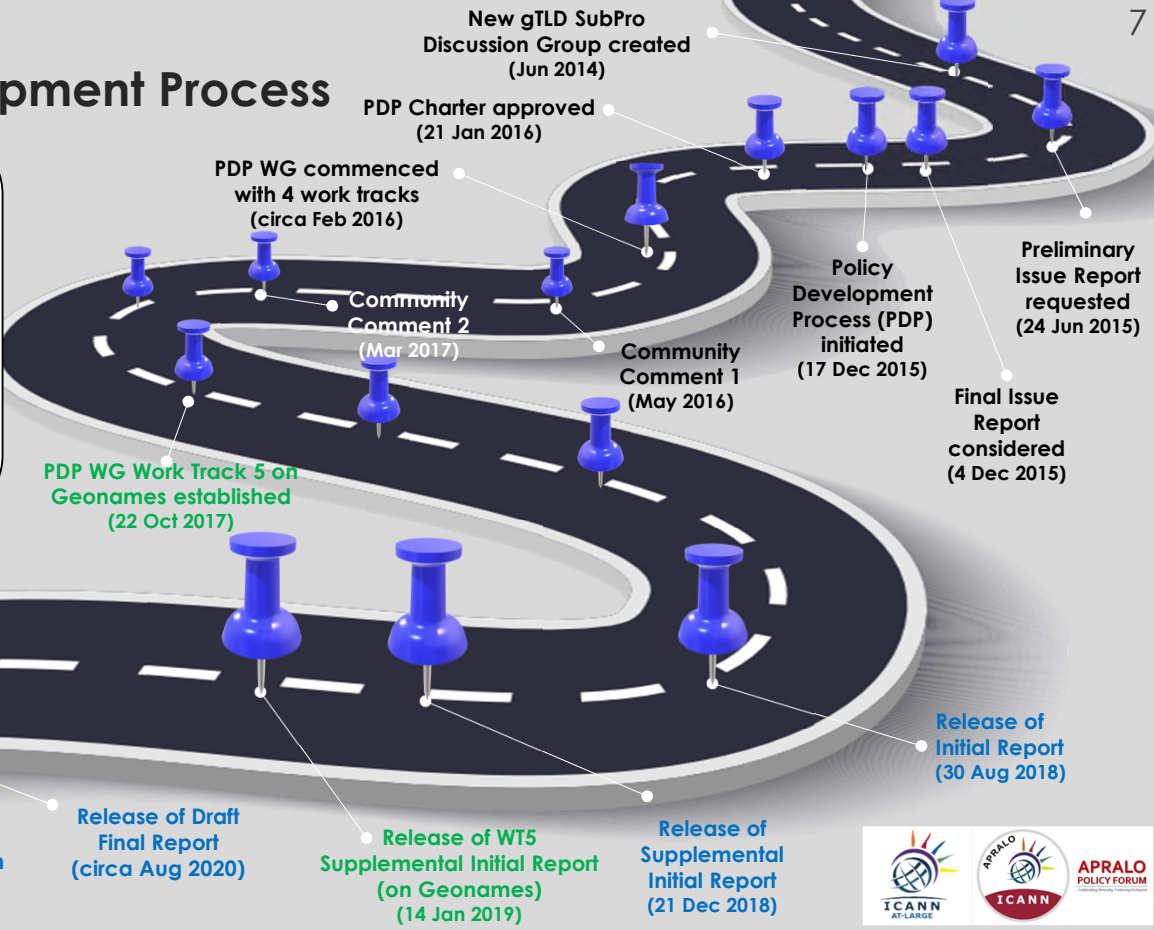 7
pment Process
New gTLD SubPro
Discussion Group created
(Jun 2014)
PDP Charter approved
(21 Jan 2016)
PDP WG commenced
with 4 work tracks
(circa Feb 2016)
Preliminary
Issue Report
requested
(24 Jun 2015)
Policy
Development
Process (PDP)
initiated
(17 Dec 2015)
Final Issue
Report
considered
(4 Dec 2015)
Community
Comment 2
(Mar 2017)
Community
Comment 1
(May 2016)
PDP WG Work Track 5 on
Geonames established
(22 Oct 2017)
Release of
Initial Report
(30 Aug 2018)
Release of Draft
Final Report
(circa Aug 2020)
n
Release of WT5
Supplemental Initial Report
(on Geonames)
(14 Jan 2019)
Release of
Supplemental
Initial Report
(21 Dec 2018)
ICANN
AT-LARGE
APRALO
ICANN
APRALO
POLICY FORUM